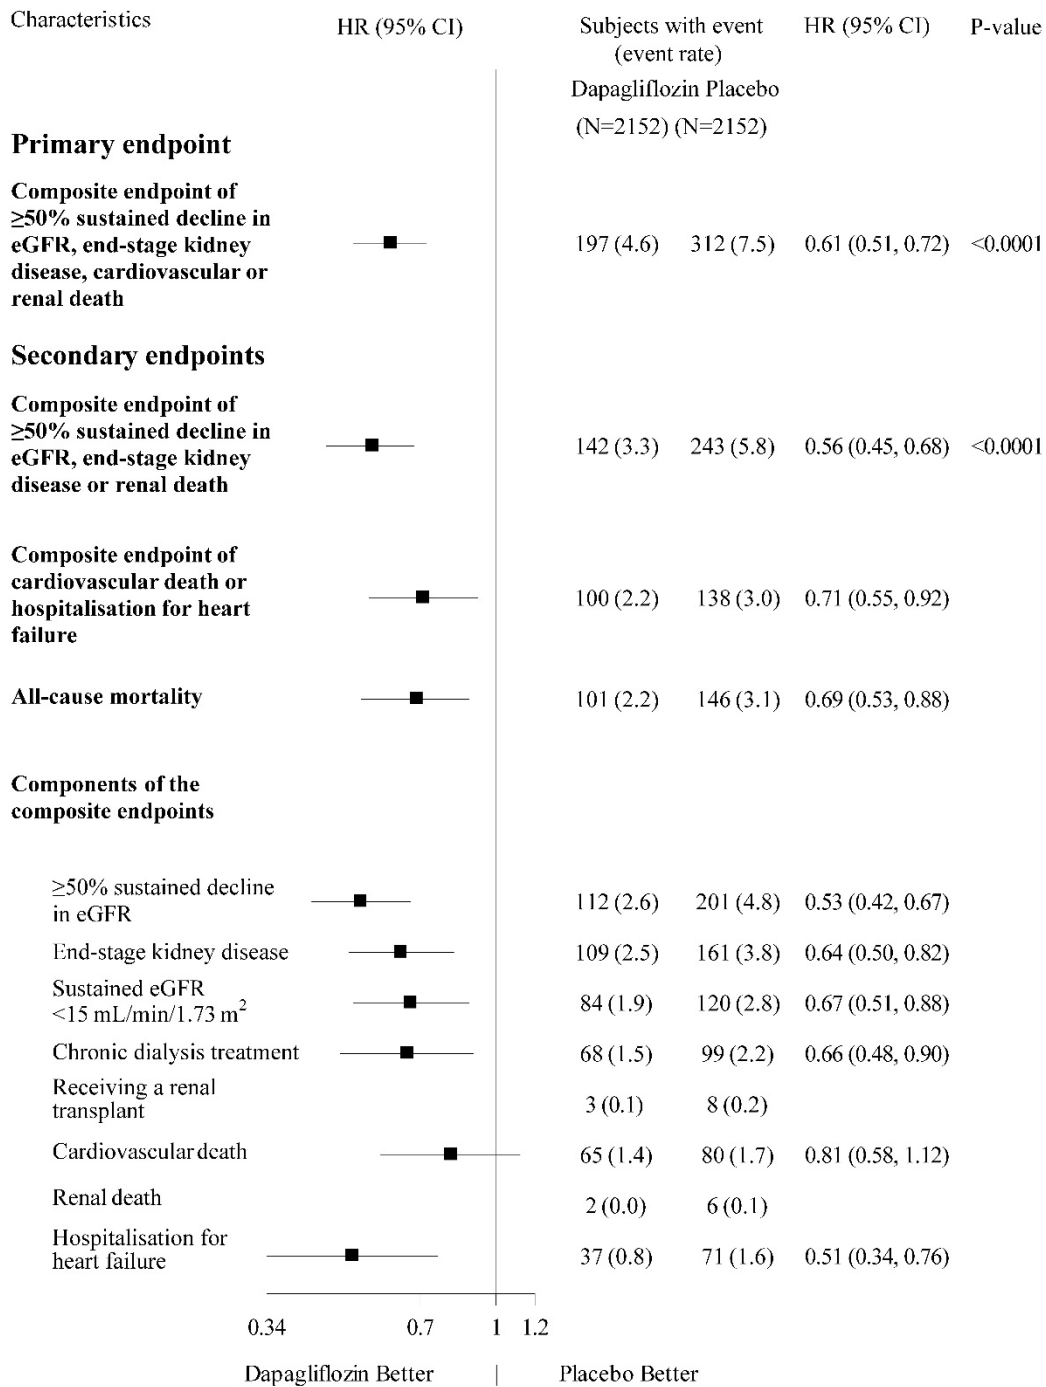 Characteristics HR (95% CI) Subjects with event HR (95% CI) P-value
(event rate)
Dapagliflozin Placebo
(N=2152) (N=2152)
Primary endpoint
Composite endpoint of
≥50% sustained decline in
eGFR, end-stage kidney 197 (4.6) 312 (7.5) 0.61 (0.51, 0.72) <0.0001
disease, cardiovascular or
renal death
Secondary endpoints
Composite endpoint of
≥50% sustained decline in
eGFR, end-stage kidney 142 (3.3) 243 (5.8) 0.56 (0.45, 0.68) <0.0001
disease or renal death
Composite endpoint of
cardiovascular death or
hospitalisation for heart 100 (2.2) 138 (3.0) 0.71 (0.55, 0.92)
failure
All-cause mortality 101 (2.2) 146 (3.1) 0.69 (0.53, 0.88)
Components of the
composite endpoints
≥50% sustained decline
in eGFR 112 (2.6) 201 (4.8) 0.53 (0.42, 0.67)
End-stage kidney disease 109 (2.5) 161 (3.8) 0.64 (0.50, 0.82)
Sustained eGFR
<15 mL/min/1.73 m² 84 (1.9) 120 (2.8) 0.67 (0.51, 0.88)
Chronic dialysis treatment 68 (1.5) 99 (2.2) 0.66 (0.48, 0.90)
Receiving a renal
transplant 3 (0.1) 8 (0.2)
Cardiovascular death 65 (1.4) 80 (1.7) 0.81 (0.58, 1.12)
Renal death 2 (0.0) 6 (0.1)
Hospitalisation for
heart failure 37 (0.8) 71 (1.6) 0.51 (0.34, 0.76)
0.34 0.7 1 1.2
Dapagliflozin Better | Placebo Better